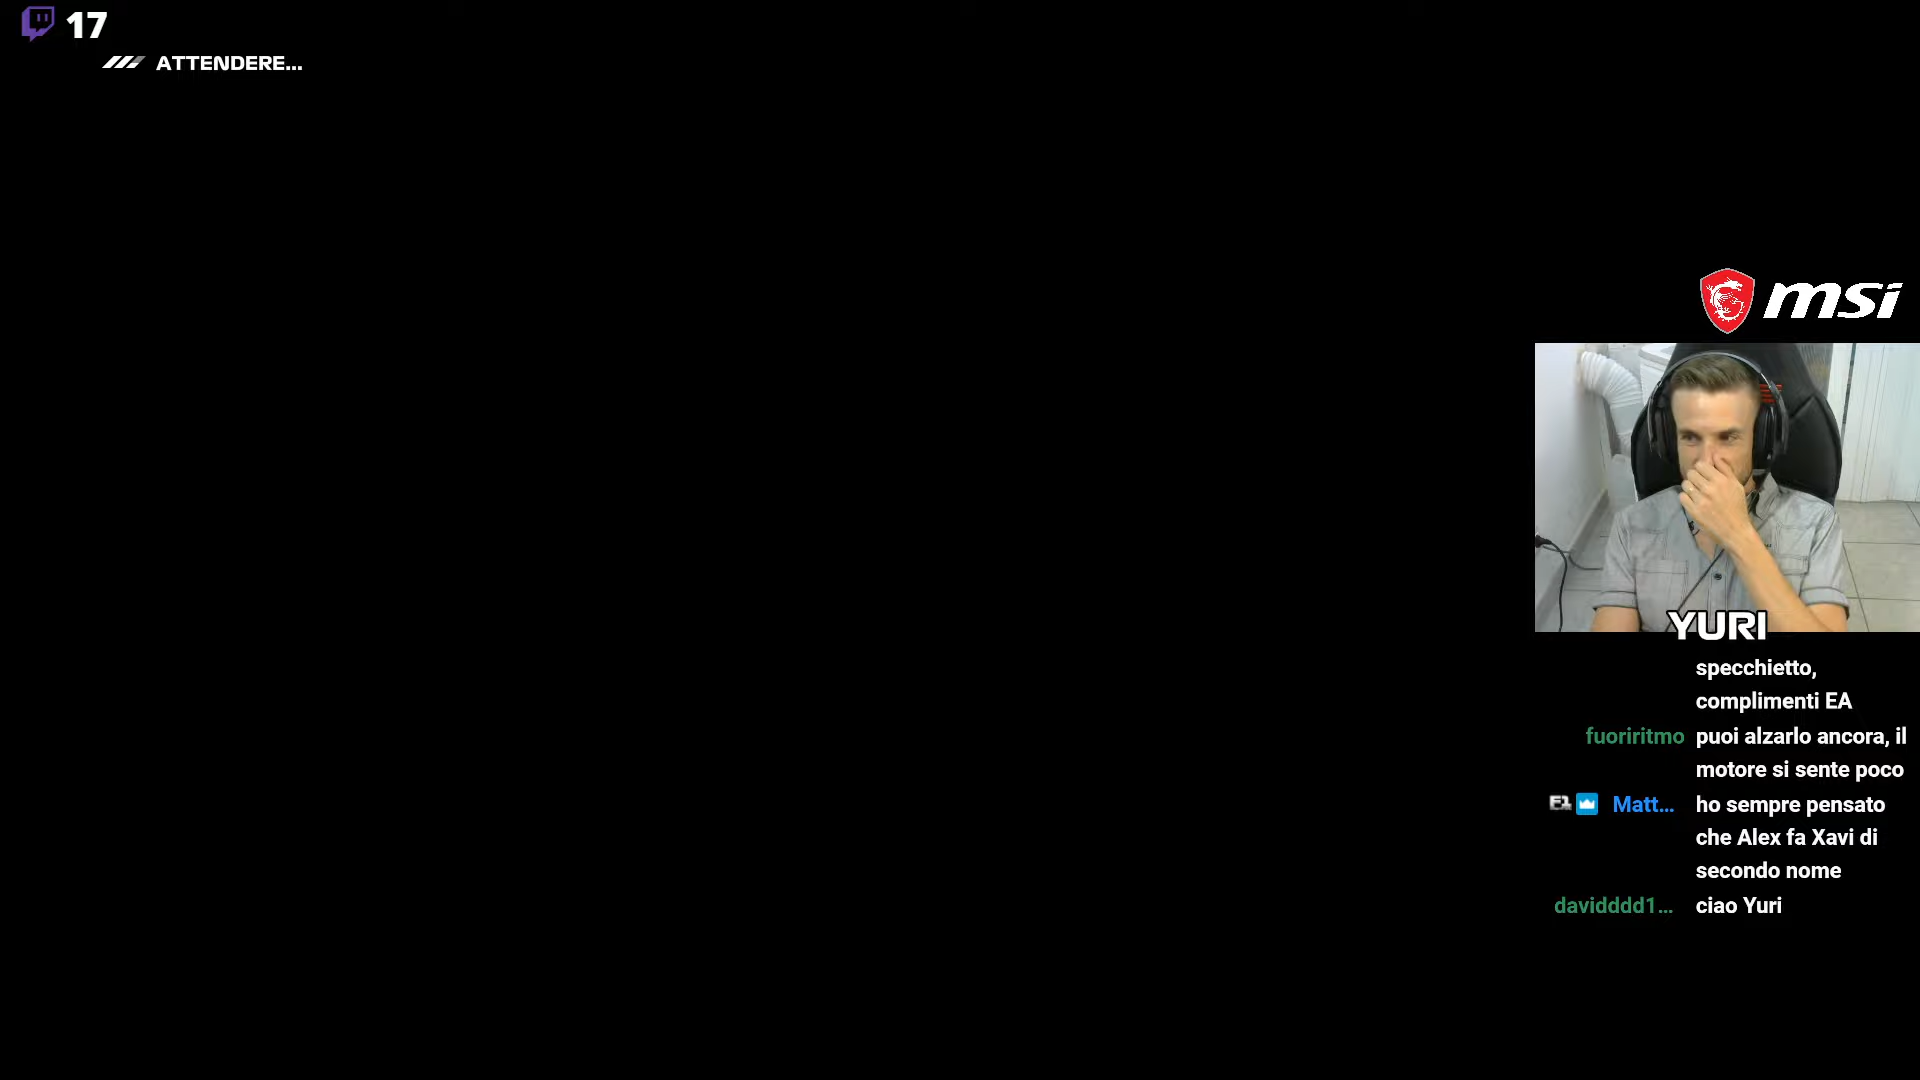 17
ATTENDERE...
msi
YURI
specchietto,
complimenti EA
fuoriritmo puoi alzarlo ancora, il
motore si sente poco
F1 Matt... ho sempre pensato
che Alex fa Xavi di
secondo nome
davidddd1... ciao Yuri